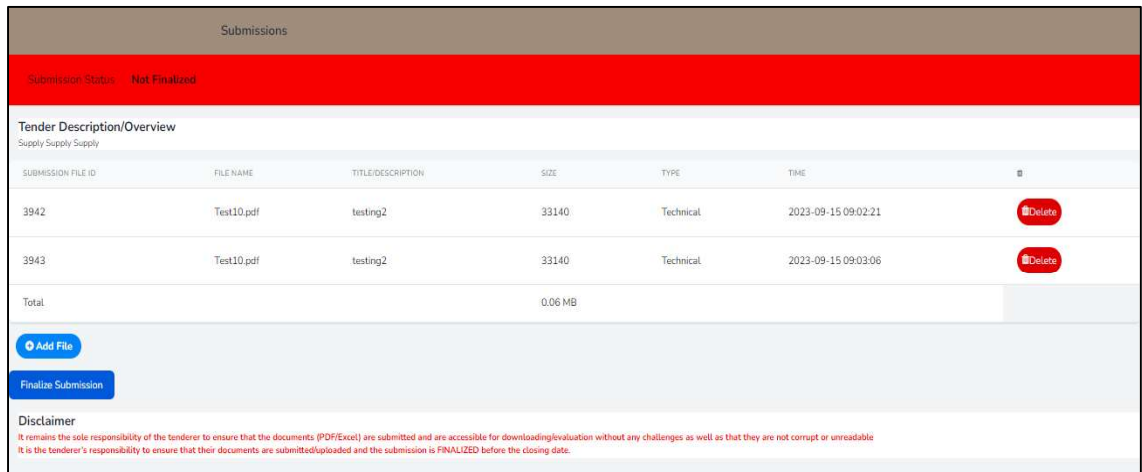 Submissions
Submission Status Not Finalized
Tender Description/Overview
Supply Supply Supply
SUBMISSION FILE ID FILE NAME TITLE/DESCRIPTION SIZE TYPE TIME
3942 Test10.pdf testing2 33140 Technical 2023-09-15 09:02:21 Delete
3943 Test10.pdf testing2 33140 Technical 2023-09-15 09:03:06 Delete
Total 0.06 MB
Add File
Finalize Submission
Disclaimer
It remains the sole responsibility of the tenderer to ensure that the documents (PDF/Excel) are submitted and are accessible for downloading/evaluation without any challenges as well as that they are not corrupt or unreadable
It is the tenderer's responsibility to ensure that their documents are submitted/uploaded and the submission is FINALIZED before the closing date.